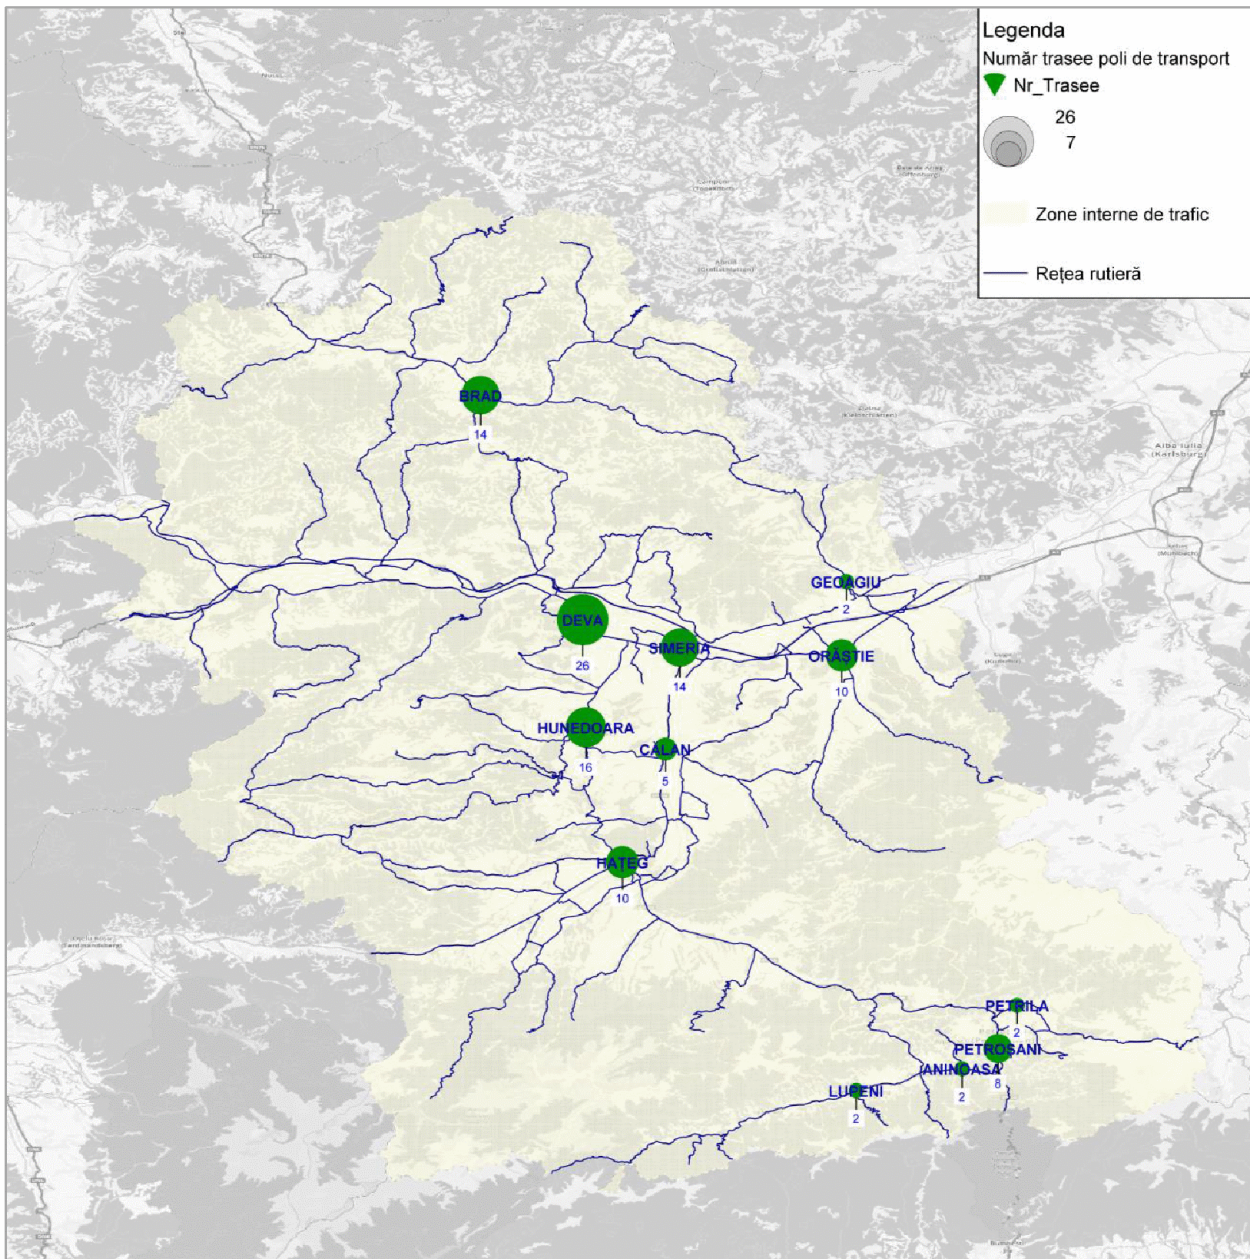 Legenda
Număr trasee poli de transport
Nr_Trasee
26
7
Zone interne de trafic
Rețea rutieră
BRAD
14
Alba Iulia
(Karlsburg)
GEOAGIU
2
DEVA
26
SIMERIA
14
ORĂȘTIE
10
HUNEDOARA
16
CĂLAN
5
HAȚEG
10
PETRILA
2
PETROȘANI
8
ANINOASA
2
LUPENI
2